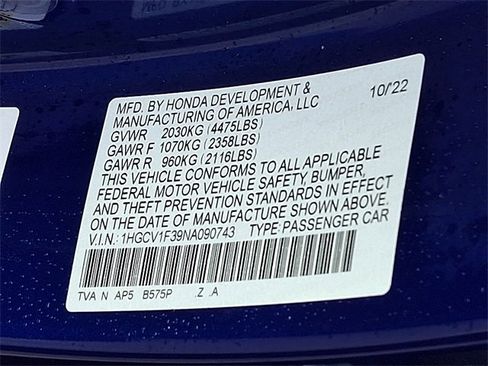 MFD. BY HONDA DEVELOPMENT & 10/'22
MANUFACTURING OF AMERICA, LLC
GVWR 2030KG (4475LBS)
GAWR F 1070KG (2358LBS)
GAWR R 960KG (2116LBS)
THIS VEHICLE CONFORMS TO ALL APPLICABLE
FEDERAL MOTOR VEHICLE SAFETY, BUMPER,
AND THEFT PREVENTION STANDARDS IN EFFECT
ON THE DATE OF MANUFACTURE SHOWN ABOVE.
V.I.N.: 1HGCV1F39NA090743 TYPE: PASSENGER CAR
TVA N AP5 B575P .Z .A